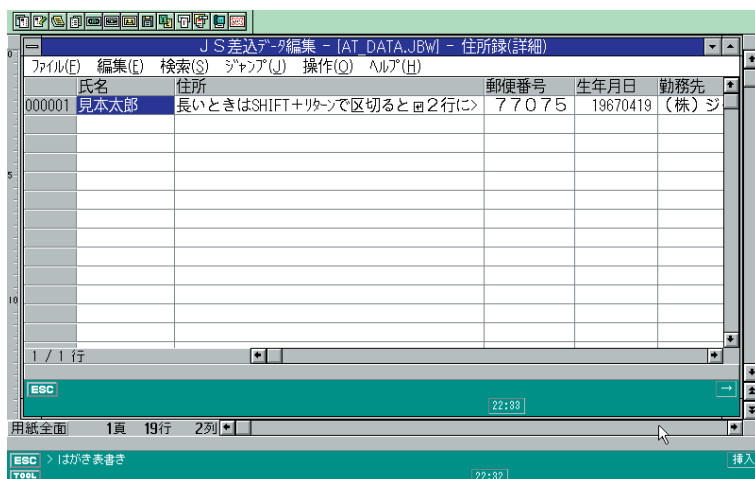 0
JS差込ﾃﾞｰﾀ編集 - [AT_DATA.JBW] - 住所録(詳細)
ﾌｧｲﾙ(F) 編集(E) 検索(S) ｼﾞｬﾝﾌﾟ(J) 操作(O) ﾍﾙﾌﾟ(H)
氏名 住所 郵便番号 生年月日 勤務先
000001 見本太郎 長いときはSHIFT+ﾘﾀｰﾝで区切ると 2行に> 77075 19670419 (株)ジ
5
10
1 / 1 行
ESC →
22:33
用紙全面 1頁 19行 2列
ESC > はがき表書き 挿入
TOOL 22:32